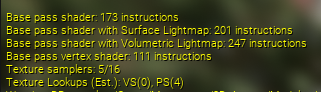 Base pass shader: 173 instructions
Base pass shader with Surface Lightmap: 201 instructions
Base pass shader with Volumetric Lightmap: 247 instructions
Base pass vertex shader: 111 instructions
Texture samplers: 5/16
Texture Lookups (Est.): VS(0), PS(4)